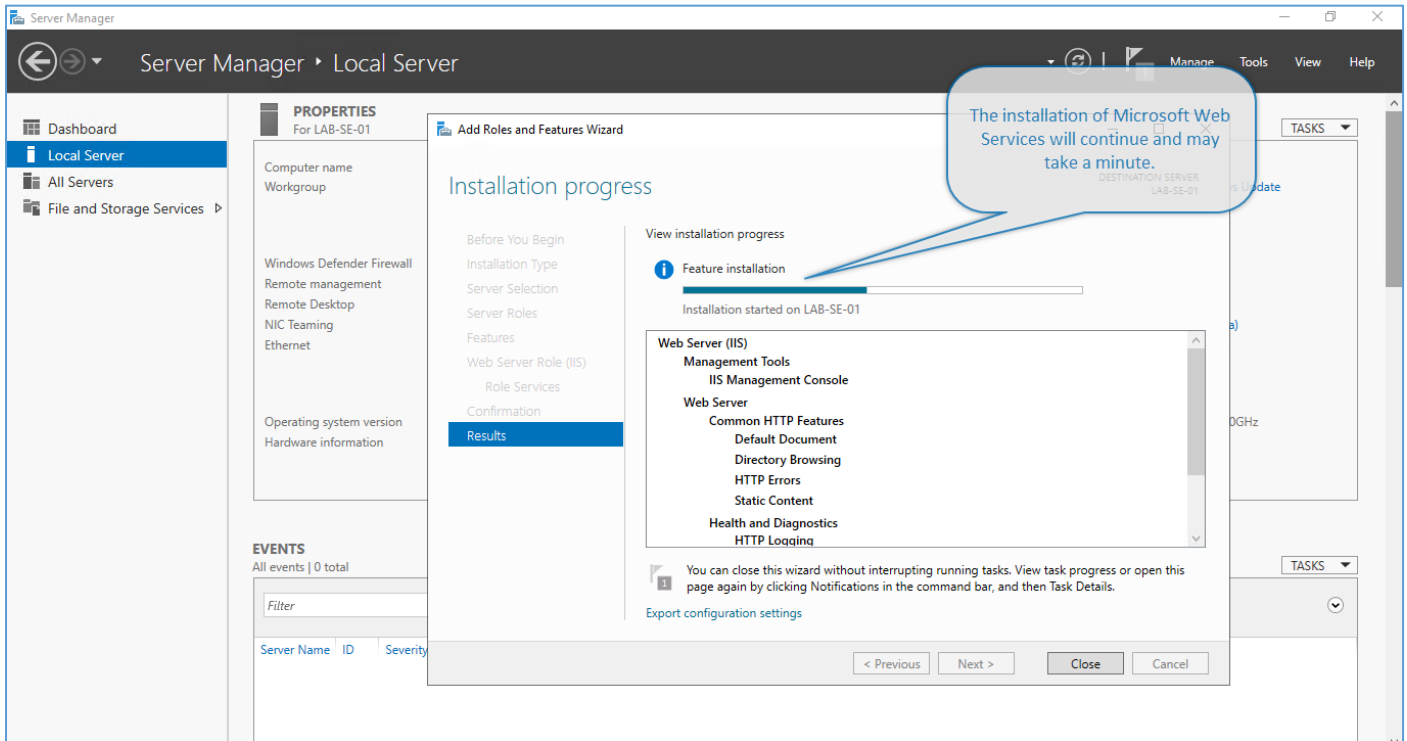 Server Manager
Server Manager • Local Server
Manage Tools View Help
1
The installation of Microsoft Web
Services will continue and may
take a minute.
Dashboard
Local Server
All Servers
File and Storage Services
PROPERTIES
For LAB-SE-01
TASKS
Computer name
Workgroup
Windows Defender Firewall
Remote management
Remote Desktop
NIC Teaming
Ethernet
Operating system version
Hardware information
Update
a)
0GHz
Add Roles and Features Wizard
Installation progress
DESTINATION SERVER
LAB-SE-01
Before You Begin
Installation Type
Server Selection
Server Roles
Features
Web Server Role (IIS)
Role Services
Confirmation
Results
View installation progress
Feature installation
Installation started on LAB-SE-01
Web Server (IIS)
Management Tools
IIS Management Console
Web Server
Common HTTP Features
Default Document
Directory Browsing
HTTP Errors
Static Content
Health and Diagnostics
HTTP Logging
1
You can close this wizard without interrupting running tasks. View task progress or open this
page again by clicking Notifications in the command bar, and then Task Details.
Export configuration settings
< Previous Next > Close Cancel
EVENTS
All events | 0 total
TASKS
Filter
Server Name ID Severity